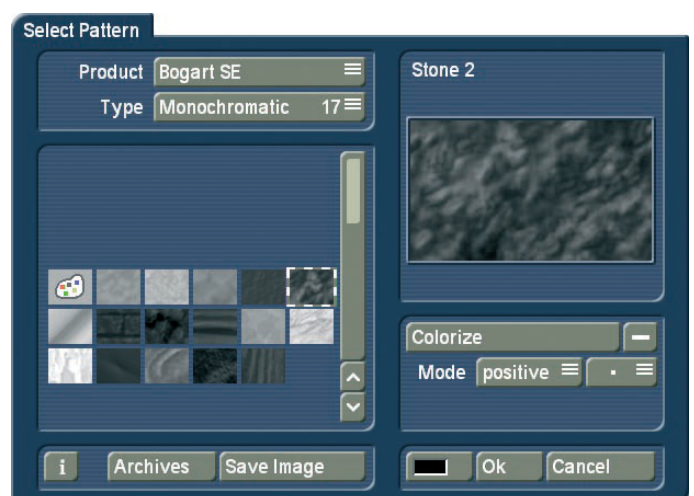 Select Pattern
Product Bogart SE
Type Monochromatic 17
Stone 2
Colorize
Mode positive
i Archives Save Image
Ok Cancel